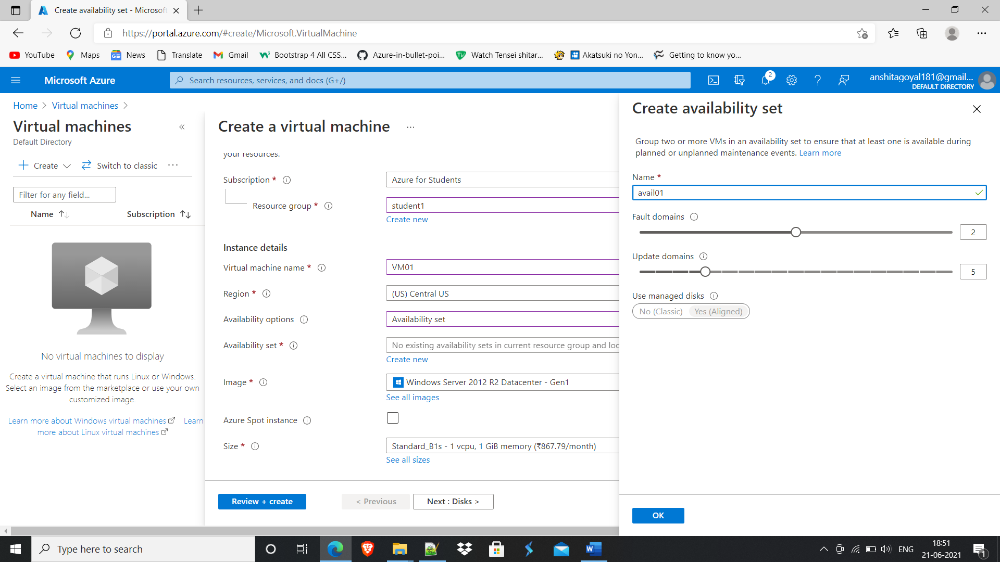 Create availability set - Microsoft
https://portal.azure.com/#create/Microsoft.VirtualMachine
YouTube Maps News Translate Gmail Bootstrap 4 All CSS... Azure-in-bullet-poi... Watch Tensei shitar... Akatsuki no Yon... Getting to know yo...
Microsoft Azure
Search resources, services, and docs (G+/)
2
anshitagoyal181@gmail...
DEFAULT DIRECTORY
Home > Virtual machines >
Virtual machines
Default Directory
Create Switch to classic ...
Filter for any field...
Name Subscription
No virtual machines to display
Create a virtual machine that runs Linux or Windows.
Select an image from the marketplace or use your own
customized image.
Learn more about Windows virtual machines Learn
more about Linux virtual machines
Create a virtual machine ...
your resources.
Subscription * Azure for Students
Resource group * student1
Create new
Instance details
Virtual machine name * VM01
Region * (US) Central US
Availability options Availability set
Availability set * No existing availability sets in current resource group and loc
Create new
Image * Windows Server 2012 R2 Datacenter - Gen1
See all images
Azure Spot instance
Size * Standard_B1s - 1 vcpu, 1 GiB memory (₹867.79/month)
See all sizes
Review + create < Previous Next : Disks >
Create availability set
Group two or more VMs in an availability set to ensure that at least one is available during
planned or unplanned maintenance events. Learn more
Name *
avail01
Fault domains
2
Update domains
5
Use managed disks
No (Classic) Yes (Aligned)
OK
Type here to search
ENG
18:51
21-06-2021
1